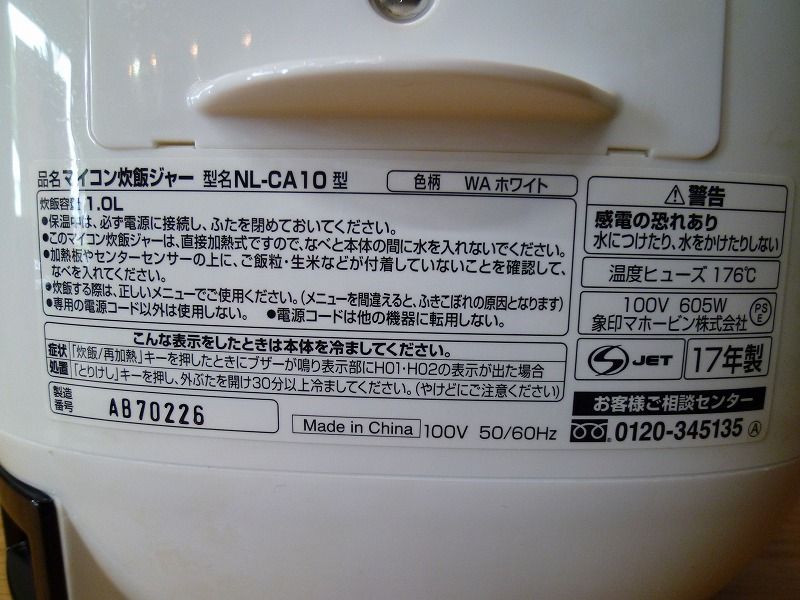 品名 マイコン炊飯ジャー 型名 NL-CA10 型
色柄 WA ホワイト
炊飯容量 1.0L
●保温中は、必ず電源に接続し、ふたを閉めておいてください。
●このマイコン炊飯ジャーは、直接加熱式ですので、なべと本体の間に水を入れないでください。
●加熱板やセンターセンサーの上に、ご飯粒・生米などが付着していないことを確認して、
なべを入れてください。
●炊飯する際は、正しいメニューでご使用ください。(メニューを間違えると、ふきこぼれの原因となります)
●専用の電源コード以外は使用しない。 ●電源コードは他の機器に転用しない。
こんな表示をしたときは本体を冷ましてください。
症状 「炊飯/再加熱」キーを押したときにブザーが鳴り表示部にH01・H02の表示が出た場合
処置 「とりけし」キーを押し、外ぶたを開け30分以上冷ましてください。(やけどにご注意ください)
製造
番号 AB70226
Made in China 100V 50/60Hz
⚠警告
感電の恐れあり
水につけたり、水をかけたりしない
温度ヒューズ 176℃
100V 605W
象印マホービン株式会社
PS
E
S JET
17年製
お客様ご相談センター
0120-345135 Ⓐ